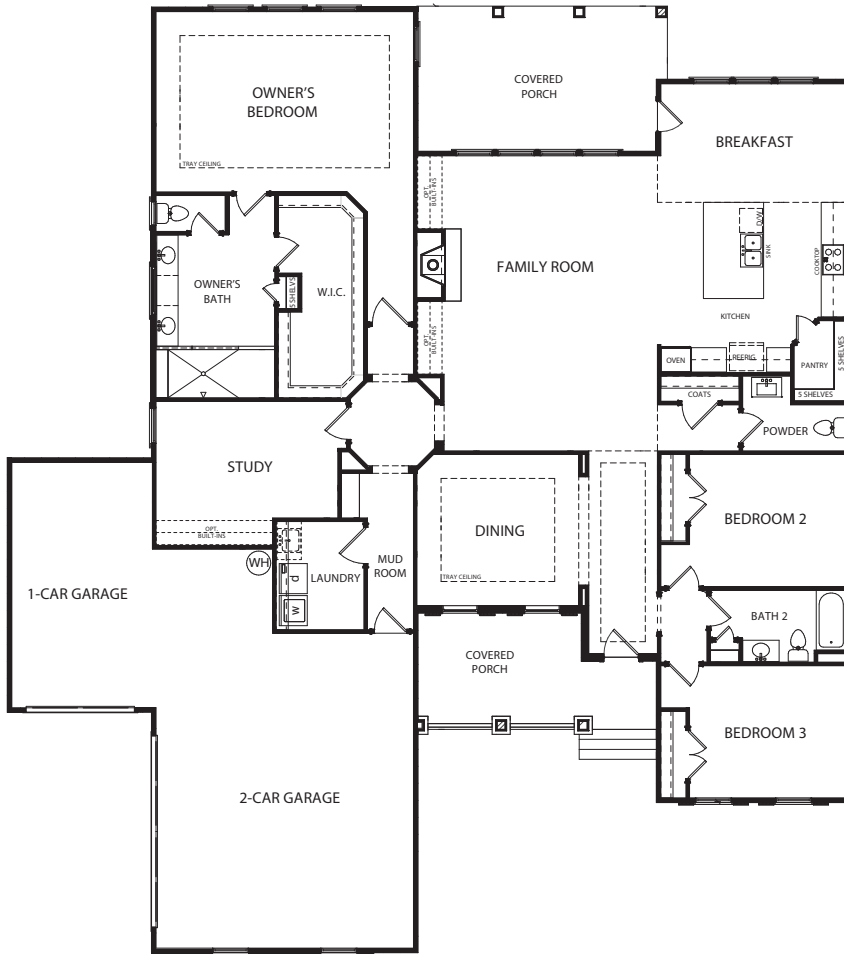 OWNER'S
BEDROOM
TRAY CEILING
COVERED
PORCH
BREAKFAST
OPT.
BUILT-INS
D/W
SINK
COOKTOP
FAMILY ROOM
OWNER'S
BATH
5 SHELVS
W.I.C.
KITCHEN
OPT.
BUILT-INS
OVEN
REFRIG
PANTRY
5 SHELVES
5 SHELVES
COATS
POWDER
STUDY
OPT.
BUILT-INS
DINING
TRAY CEILING
BEDROOM 2
WH
LAUNDRY
d
w
MUD
ROOM
1-CAR GARAGE
BATH 2
COVERED
PORCH
BEDROOM 3
2-CAR GARAGE